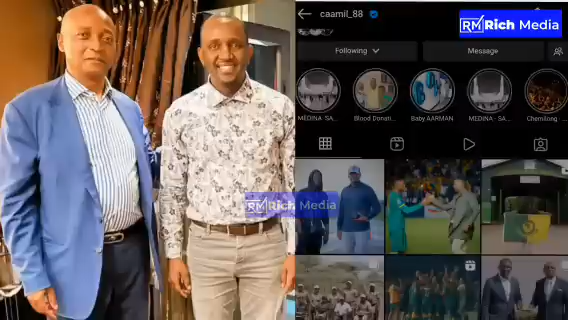 RM Rich Media
caamil_88
Following
Message
MEDINA- SA...
Blood Donati...
Baby AARMAN
MEDINA - SA...
Chemilong -...
RM Rich Media